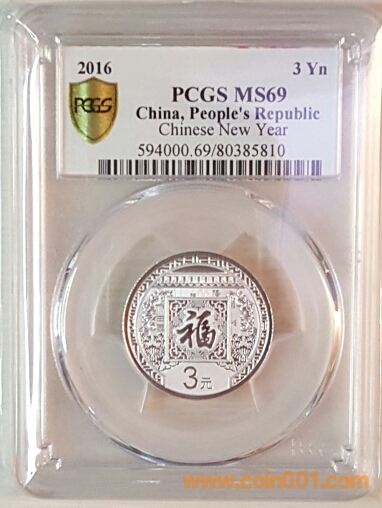 2016 3 Yn
PCGS
PCGS MS69
China, People's Republic
Chinese New Year
594000.69/80385810
福
3元
www.coin001.com